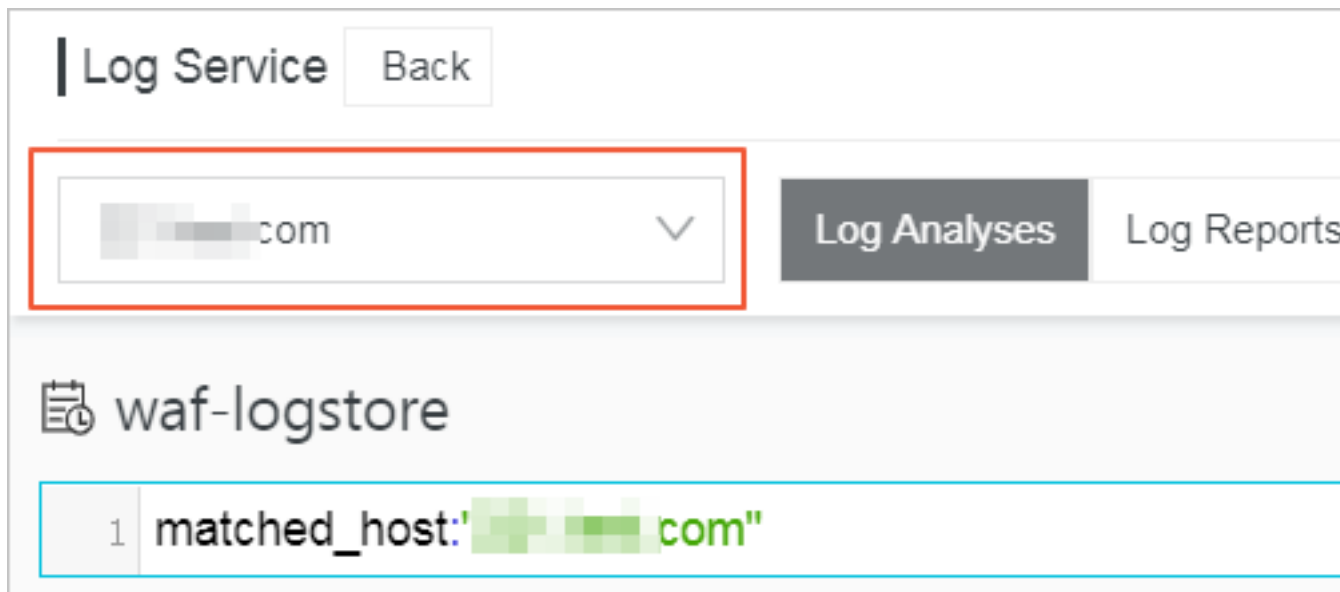 Log Service Back
com Log Analyses Log Reports
waf-logstore
1 matched_host:" com"